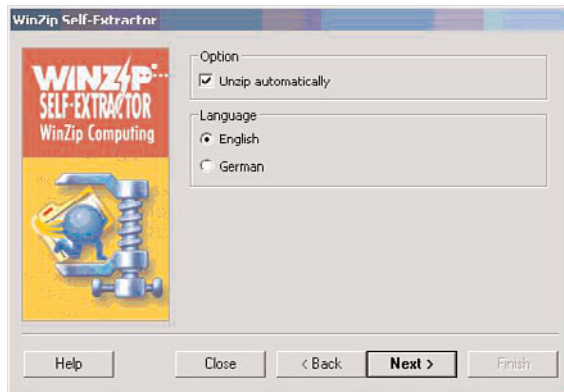 WinZip Self-Extractor
WINZIP
SELF-EXTRACTOR
WinZip Computing
Option
Unzip automatically
Language
English
German
Help
Close
< Back
Next >
Finish